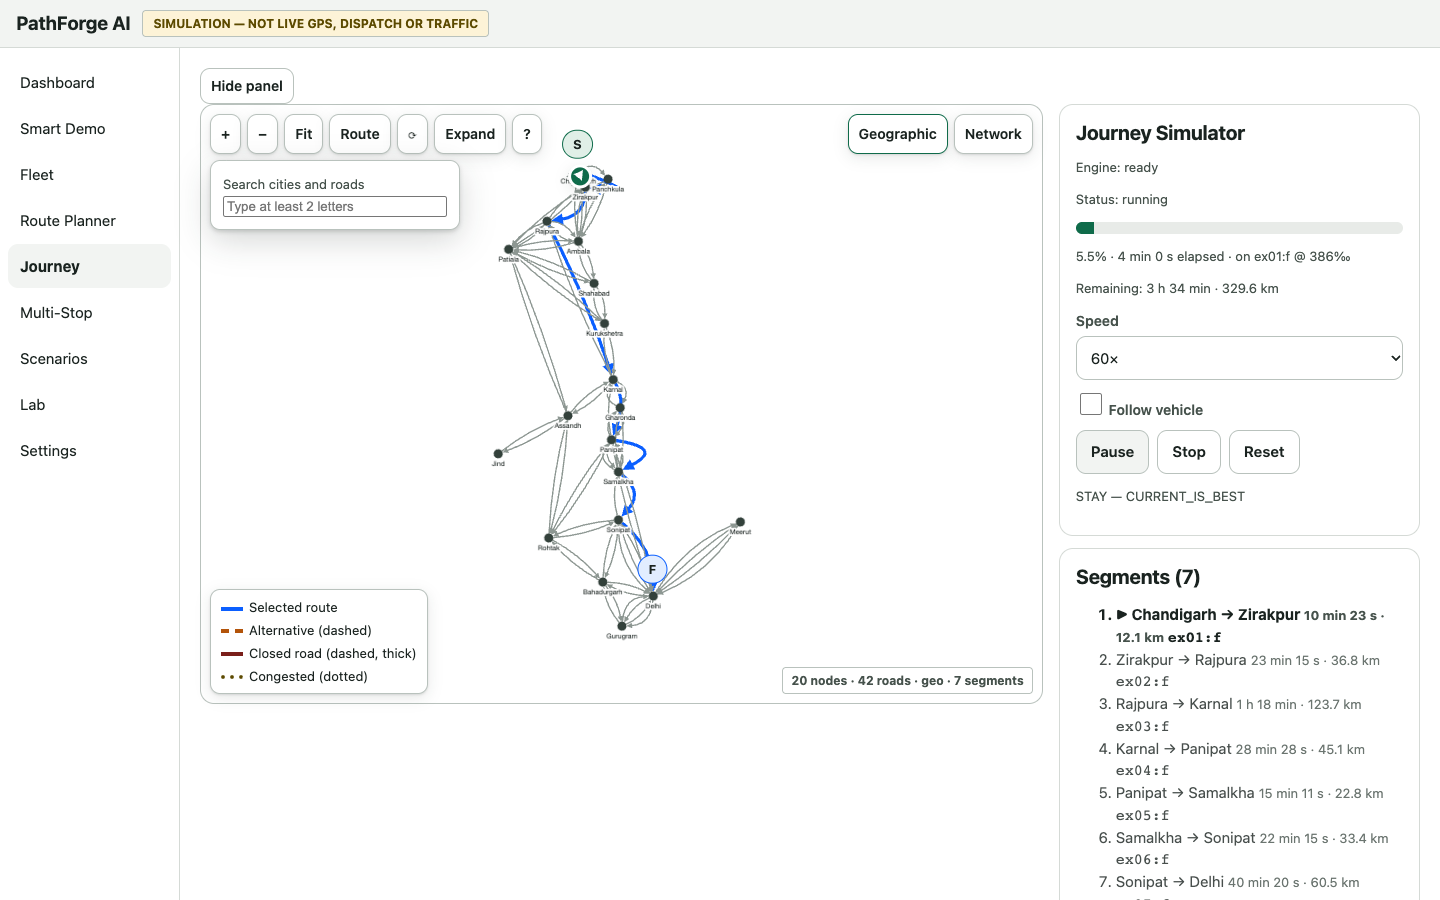 PathForge AI
SIMULATION — NOT LIVE GPS, DISPATCH OR TRAFFIC
Dashboard
Smart Demo
Fleet
Route Planner
Journey
Multi-Stop
Scenarios
Lab
Settings
Hide panel
+
−
Fit
Route
⟳
Expand
?
Geographic
Network
Search cities and roads
Type at least 2 letters
S
Panchkula
Zirakpur
Rajpura
Ambala
Patiala
Shahabad
Kurukshetra
Karnal
Gharonda
Assandh
Panipat
Jind
Samalkha
Sonipat
Meerut
Rohtak
F
Bahadurgarh
Delhi
Gurugram
Selected route
Alternative (dashed)
Closed road (dashed, thick)
Congested (dotted)
20 nodes · 42 roads · geo · 7 segments
Journey Simulator
Engine: ready
Status: running
5.5% · 4 min 0 s elapsed · on ex01:f @ 386‰
Remaining: 3 h 34 min · 329.6 km
Speed
60×
Follow vehicle
Pause
Stop
Reset
STAY — CURRENT_IS_BEST
Segments (7)
1. ▶ Chandigarh → Zirakpur 10 min 23 s ·
12.1 km ex01:f
2. Zirakpur → Rajpura 23 min 15 s · 36.8 km
ex02:f
3. Rajpura → Karnal 1 h 18 min · 123.7 km
ex03:f
4. Karnal → Panipat 28 min 28 s · 45.1 km
ex04:f
5. Panipat → Samalkha 15 min 11 s · 22.8 km
ex05:f
6. Samalkha → Sonipat 22 min 15 s · 33.4 km
ex06:f
7. Sonipat → Delhi 40 min 20 s · 60.5 km